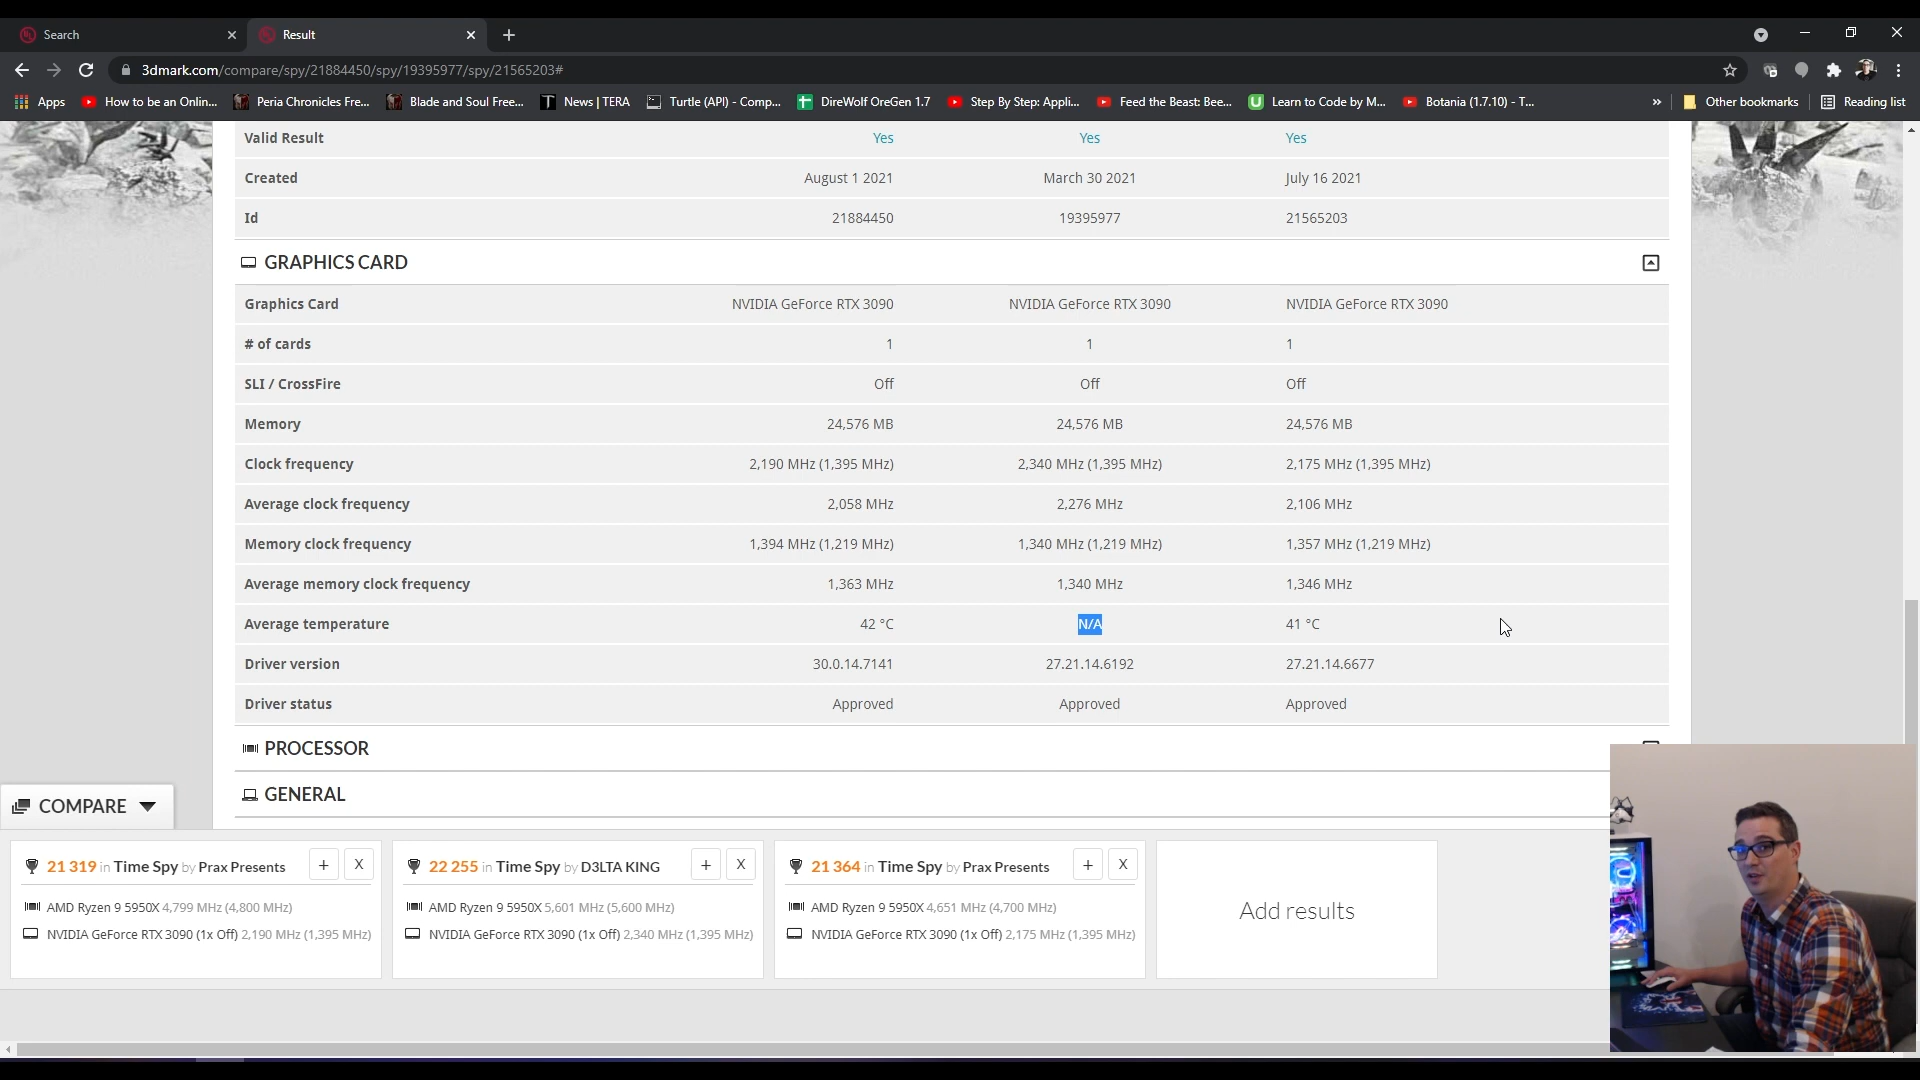 Search
Result
3dmark.com/compare/spy/21884450/spy/19395977/spy/21565203#
Apps
How to be an Onlin...
Peria Chronicles Fre...
Blade and Soul Free...
News | TERA
Turtle (API) - Comp...
DireWolf OreGen 1.7
Step By Step: Appli...
Feed the Beast: Bee...
Learn to Code by M...
Botania (1.7.10) - T...
»
Other bookmarks
Reading list
Valid Result Yes Yes Yes
Created August 1 2021 March 30 2021 July 16 2021
Id 21884450 19395977 21565203
GRAPHICS CARD
Graphics Card NVIDIA GeForce RTX 3090 NVIDIA GeForce RTX 3090 NVIDIA GeForce RTX 3090
# of cards 1 1 1
SLI / CrossFire Off Off Off
Memory 24,576 MB 24,576 MB 24,576 MB
Clock frequency 2,190 MHz (1,395 MHz) 2,340 MHz (1,395 MHz) 2,175 MHz (1,395 MHz)
Average clock frequency 2,058 MHz 2,276 MHz 2,106 MHz
Memory clock frequency 1,394 MHz (1,219 MHz) 1,340 MHz (1,219 MHz) 1,357 MHz (1,219 MHz)
Average memory clock frequency 1,363 MHz 1,340 MHz 1,346 MHz
Average temperature 42 °C N/A 41 °C
Driver version 30.0.14.7141 27.21.14.6192 27.21.14.6677
Driver status Approved Approved Approved
PROCESSOR
GENERAL
COMPARE
21 319 in Time Spy by Prax Presents + X
AMD Ryzen 9 5950X 4,799 MHz (4,800 MHz)
NVIDIA GeForce RTX 3090 (1x Off) 2,190 MHz (1,395 MHz)
22 255 in Time Spy by D3LTA KING + X
AMD Ryzen 9 5950X 5,601 MHz (5,600 MHz)
NVIDIA GeForce RTX 3090 (1x Off) 2,340 MHz (1,395 MHz)
21 364 in Time Spy by Prax Presents + X
AMD Ryzen 9 5950X 4,651 MHz (4,700 MHz)
NVIDIA GeForce RTX 3090 (1x Off) 2,175 MHz (1,395 MHz)
Add results